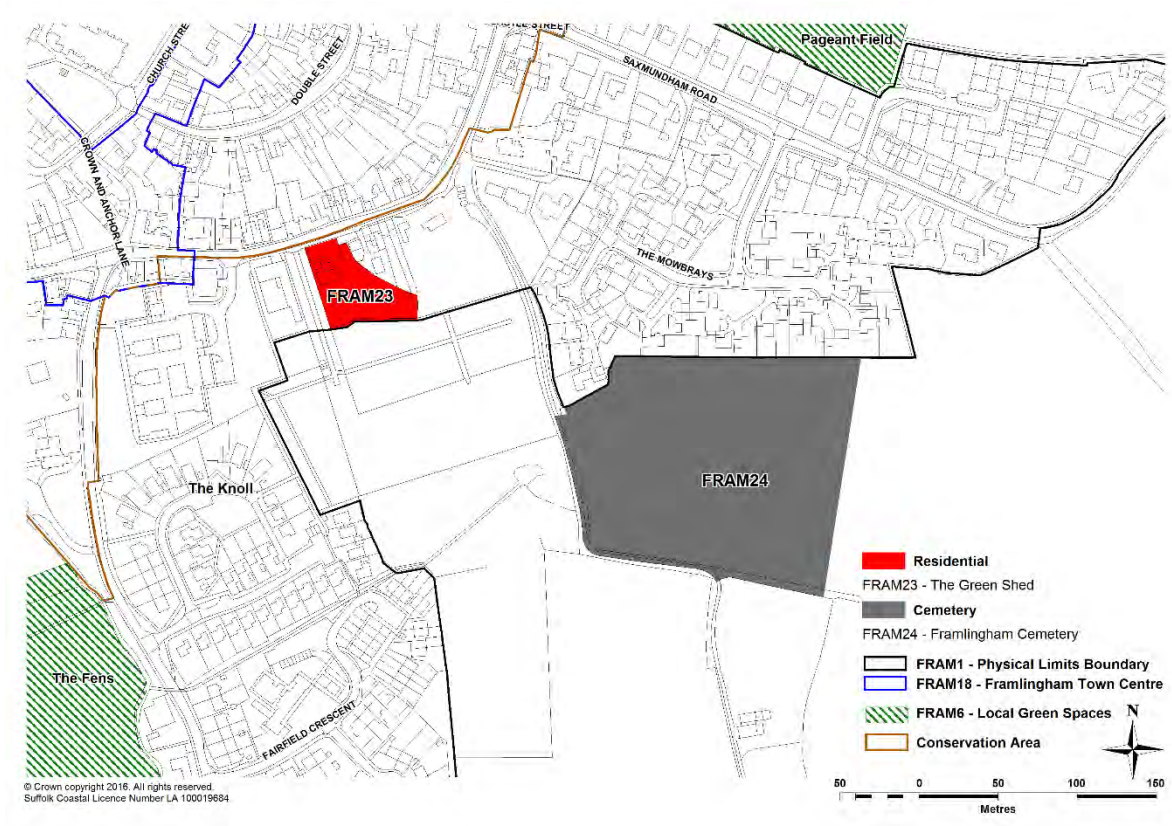 Pageant Field
CHURCH STRE
DOUBLE STREET
SAXMUNDHAM ROAD
CROWN AND ANCHOR LANE
THE MOWBRAYS
FRAM23
FRAM24
The Knoll
The Fens
FAIRFIELD CRESCENT
Residential
FRAM23 - The Green Shed
Cemetery
FRAM24 - Framlingham Cemetery
FRAM1 - Physical Limits Boundary
FRAM18 - Framlingham Town Centre
FRAM6 - Local Green Spaces
N
Conservation Area
50 0 50 100 150
Metres
© Crown copyright 2016. All rights reserved.
Suffolk Coastal Licence Number LA 100019684